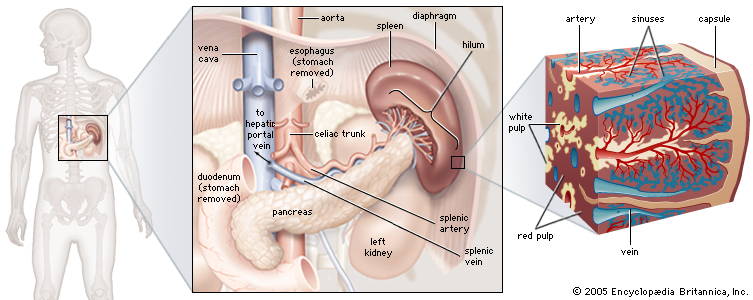 aorta
vena
cava
esophagus
(stomach
removed)
diaphragm
spleen
hilum
to
hepatic
portal
vein
celiac trunk
duodenum
(stomach
removed)
pancreas
splenic
artery
left
kidney
splenic
vein
artery
sinuses
capsule
white
pulp
red pulp
vein
© 2005 Encyclopædia Britannica, Inc.